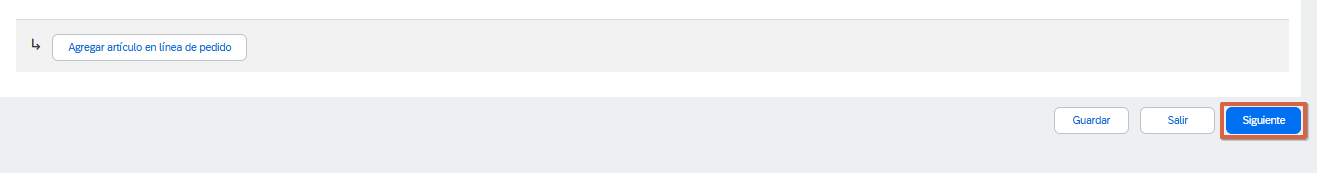 Agregar artículo en línea de pedido
Guardar Salir Siguiente